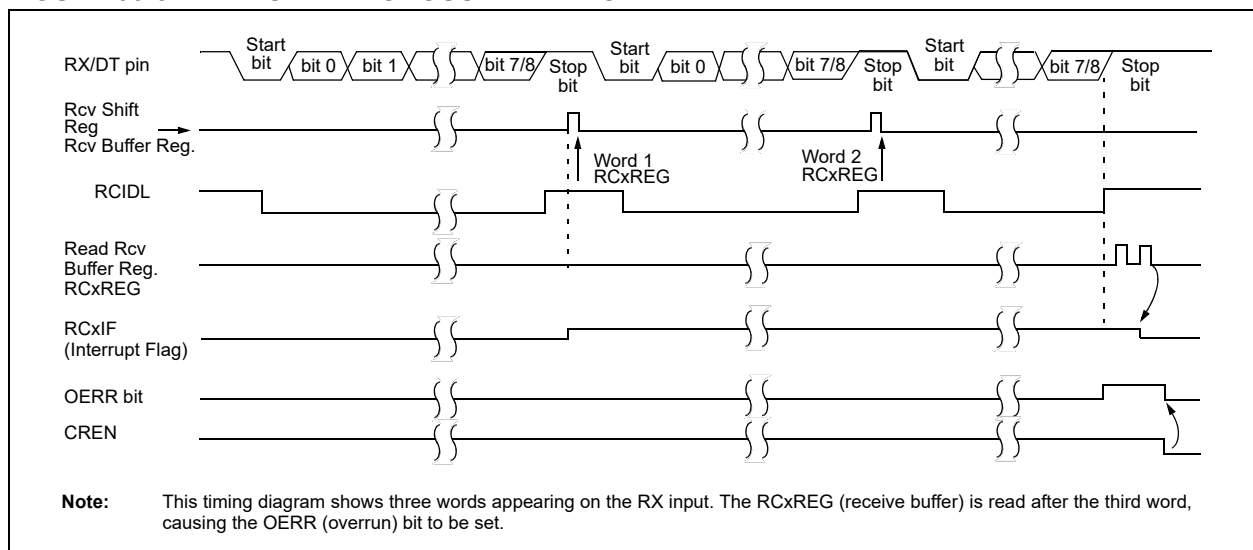 RX/DT pin
Start bit
bit 0
bit 1
bit 7/8
Stop bit
Start bit
bit 0
bit 7/8
Stop bit
Start bit
bit 7/8
Stop bit
Rcv Shift
Reg
Rcv Buffer Reg.
Word 1
RCxREG
Word 2
RCxREG
RCIDL
Read Rcv
Buffer Reg.
RCxREG
RCxIF
(Interrupt Flag)
OERR bit
CREN
Note: This timing diagram shows three words appearing on the RX input. The RCxREG (receive buffer) is read after the third word,
causing the OERR (overrun) bit to be set.